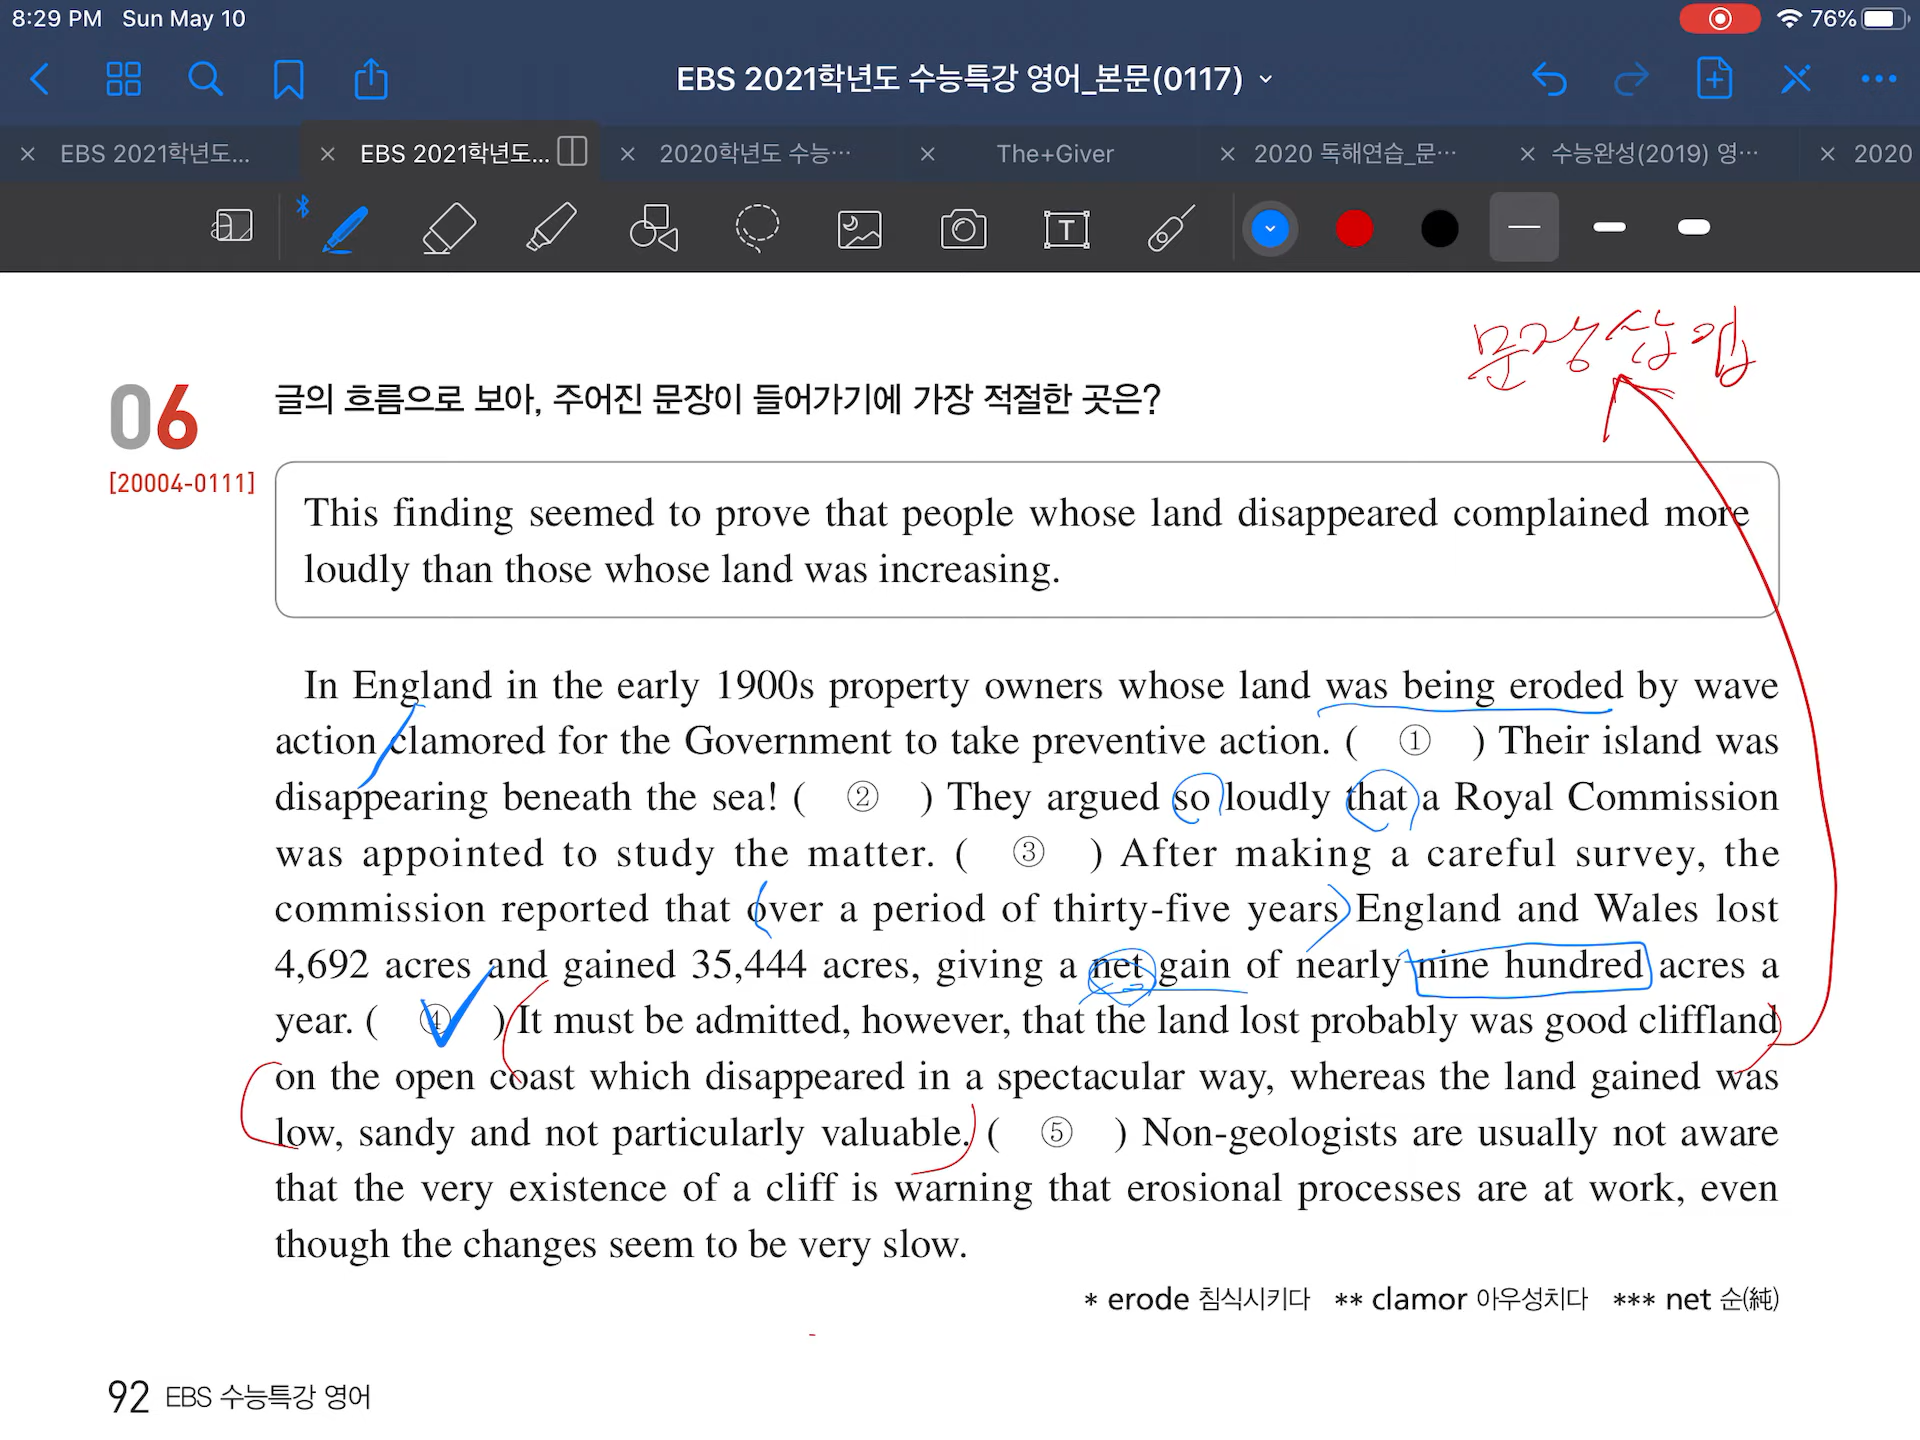 8:29 PM Sun May 10
76%
EBS 2021학년도 수능특강 영어_본문(0117)
EBS 2021학년도...
EBS 2021학년도...
2020학년도 수능...
The+Giver
2020 독해연습_문...
수능완성(2019) 영...
2020
문장삽입
06
글의 흐름으로 보아, 주어진 문장이 들어가기에 가장 적절한 곳은?
[20004-0111]
This finding seemed to prove that people whose land disappeared complained more
loudly than those whose land was increasing.
In England in the early 1900s property owners whose land was being eroded by wave
action clamored for the Government to take preventive action. ( ① ) Their island was
disappearing beneath the sea! ( ② ) They argued so loudly that a Royal Commission
was appointed to study the matter. ( ③ ) After making a careful survey, the
commission reported that over a period of thirty-five years England and Wales lost
4,692 acres and gained 35,444 acres, giving a net gain of nearly nine hundred acres a
year. ( ④ ) It must be admitted, however, that the land lost probably was good cliffland
on the open coast which disappeared in a spectacular way, whereas the land gained was
low, sandy and not particularly valuable. ( ⑤ ) Non-geologists are usually not aware
that the very existence of a cliff is warning that erosional processes are at work, even
though the changes seem to be very slow.
* erode 침식시키다 ** clamor 아우성치다 *** net 순(純)
92 EBS 수능특강 영어